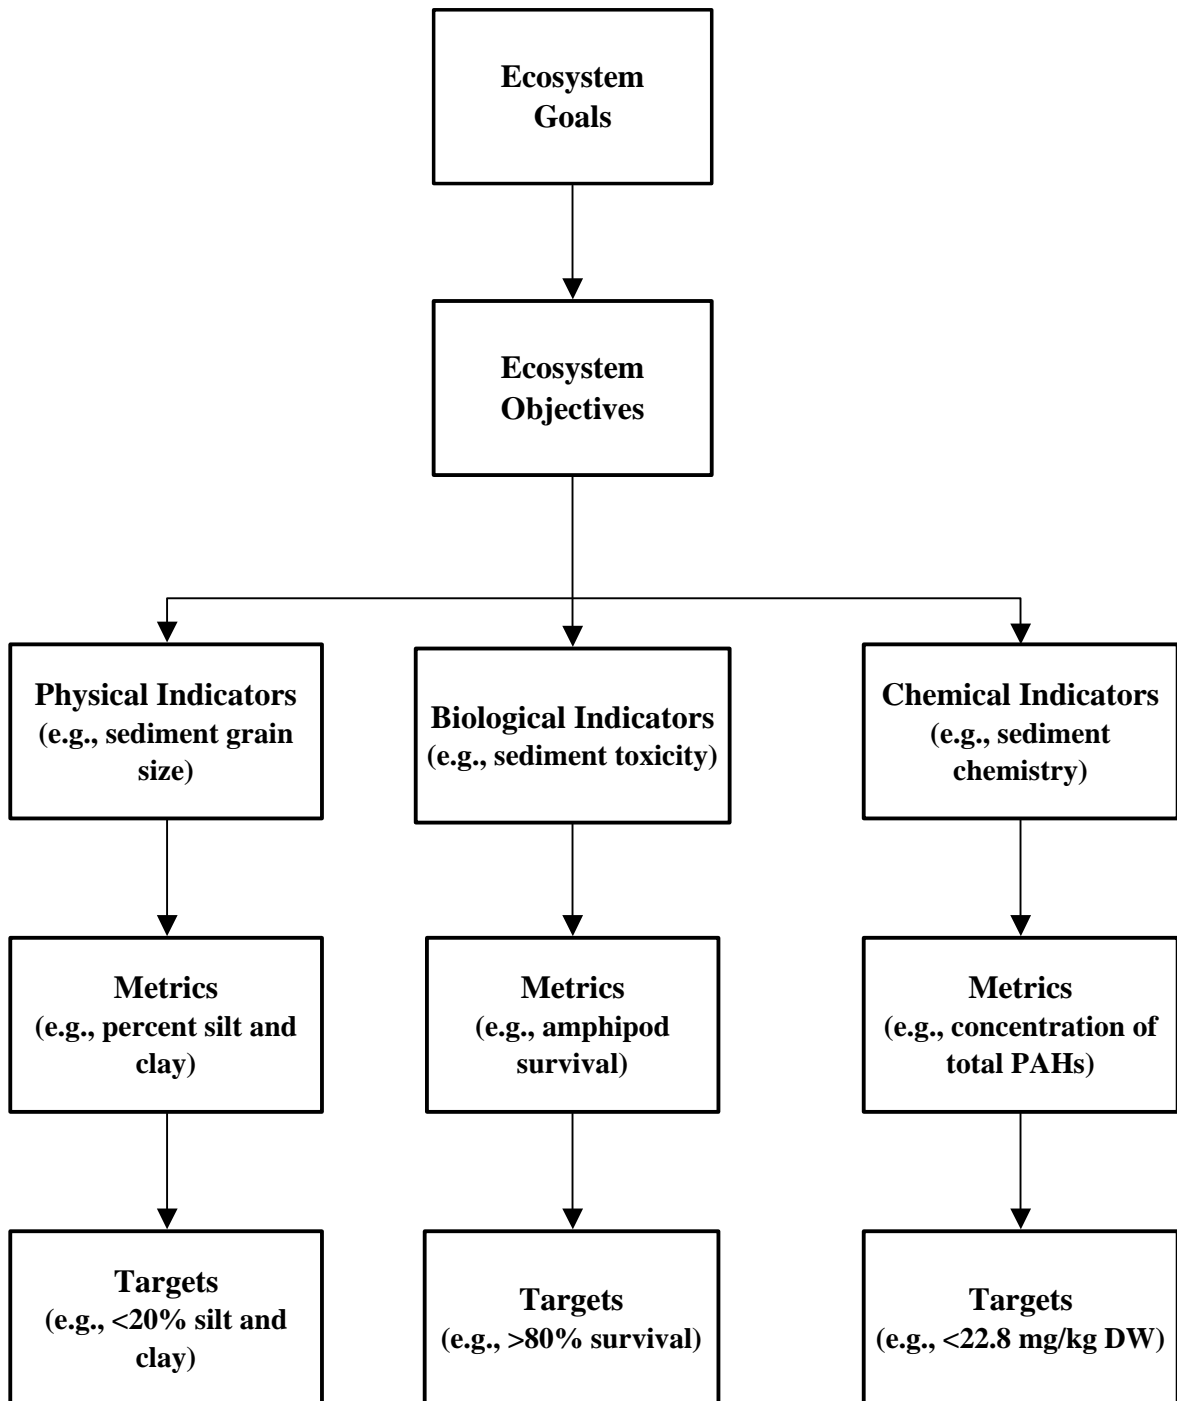 Ecosystem
Goals
Ecosystem
Objectives
Physical Indicators
(e.g., sediment grain
size)
Biological Indicators
(e.g., sediment toxicity)
Chemical Indicators
(e.g., sediment
chemistry)
Metrics
(e.g., percent silt and
clay)
Metrics
(e.g., amphipod
survival)
Metrics
(e.g., concentration of
total PAHs)
Targets
(e.g., <20% silt and
clay)
Targets
(e.g., >80% survival)
Targets
(e.g., <22.8 mg/kg DW)